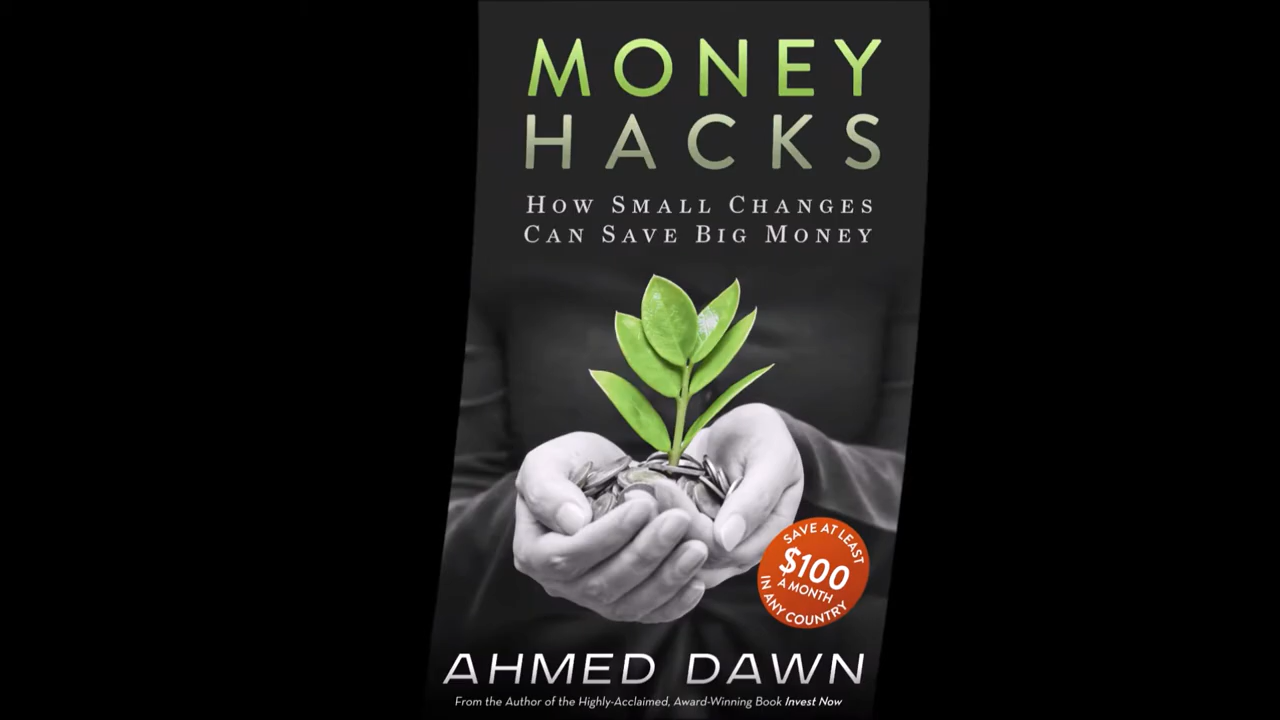 MONEY
HACKS
HOW SMALL CHANGES
CAN SAVE BIG MONEY
SAVE AT LEAST
$100
A MONTH
IN ANY COUNTRY
AHMED DAWN
From the Author of the Highly-Acclaimed, Award-Winning Book Invest Now